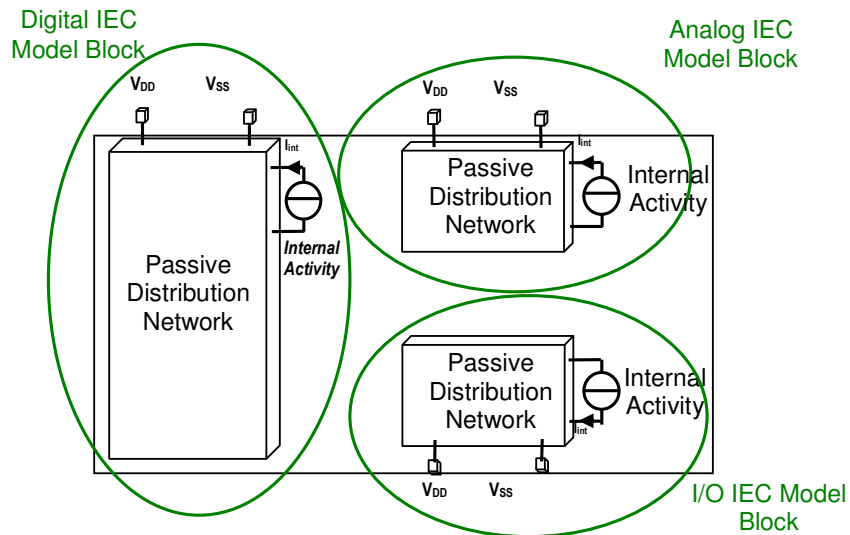 Digital IEC
Model Block
VDD
VSS
Iint
Internal
Activity
Passive
Distribution
Network
Analog IEC
Model Block
VDD
VSS
Iint
Passive
Distribution
Network
Internal
Activity
Passive
Distribution
Network
Internal
Activity
Iint
VDD
VSS
I/O IEC Model
Block